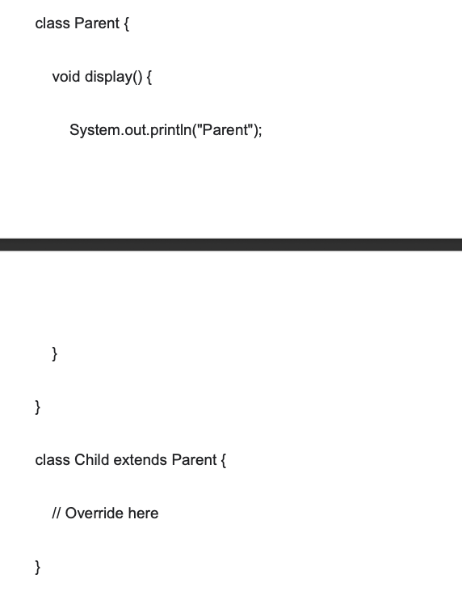 class Parent {
void display() {
System.out.println("Parent");
}
}
class Child extends Parent {
// Override here
}